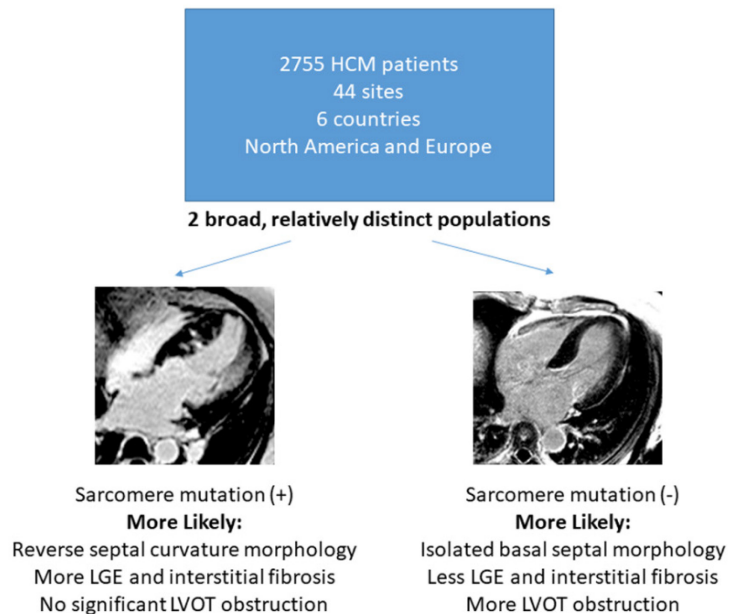 2755 HCM patients
44 sites
6 countries
North America and Europe
2 broad, relatively distinct populations
Sarcomere mutation (+)
More Likely:
Reverse septal curvature morphology
More LGE and interstitial fibrosis
No significant LVOT obstruction
Sarcomere mutation (-)
More Likely:
Isolated basal septal morphology
Less LGE and interstitial fibrosis
More LVOT obstruction